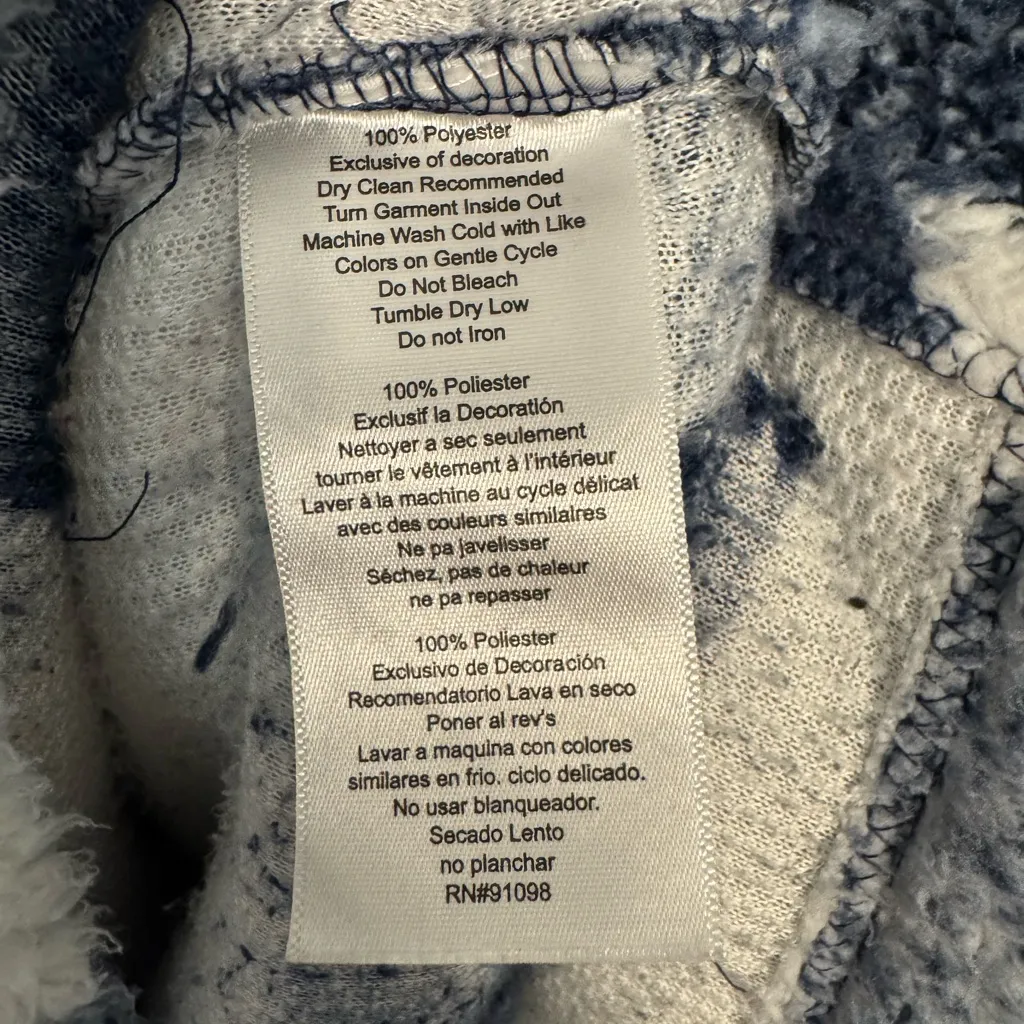 100% Polyester
Exclusive of decoration
Dry Clean Recommended
Turn Garment Inside Out
Machine Wash Cold with Like
Colors on Gentle Cycle
Do Not Bleach
Tumble Dry Low
Do not Iron
100% Poliester
Exclusif la Decoratión
Nettoyer a sec seulement
tourner le vêtement à l'intérieur
Laver à la machine au cycle délicat
avec des couleurs similaires
Ne pa javelisser
Séchez, pas de chaleur
ne pa repasser
100% Poliester
Exclusivo de Decoración
Recomendatorio Lava en seco
Poner al rev's
Lavar a maquina con colores
similares en frio. ciclo delicado.
No usar blanqueador.
Secado Lento
no planchar
RN#91098